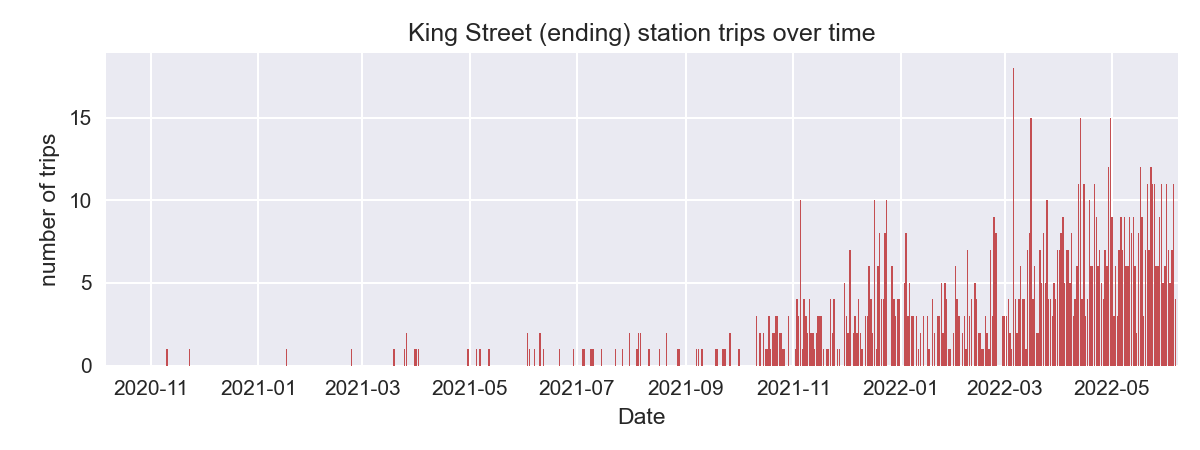 King Street (ending) station trips over time
number of trips
15
10
5
0
2020-11 2021-01 2021-03 2021-05 2021-07 2021-09 2021-11 2022-01 2022-03 2022-05
Date